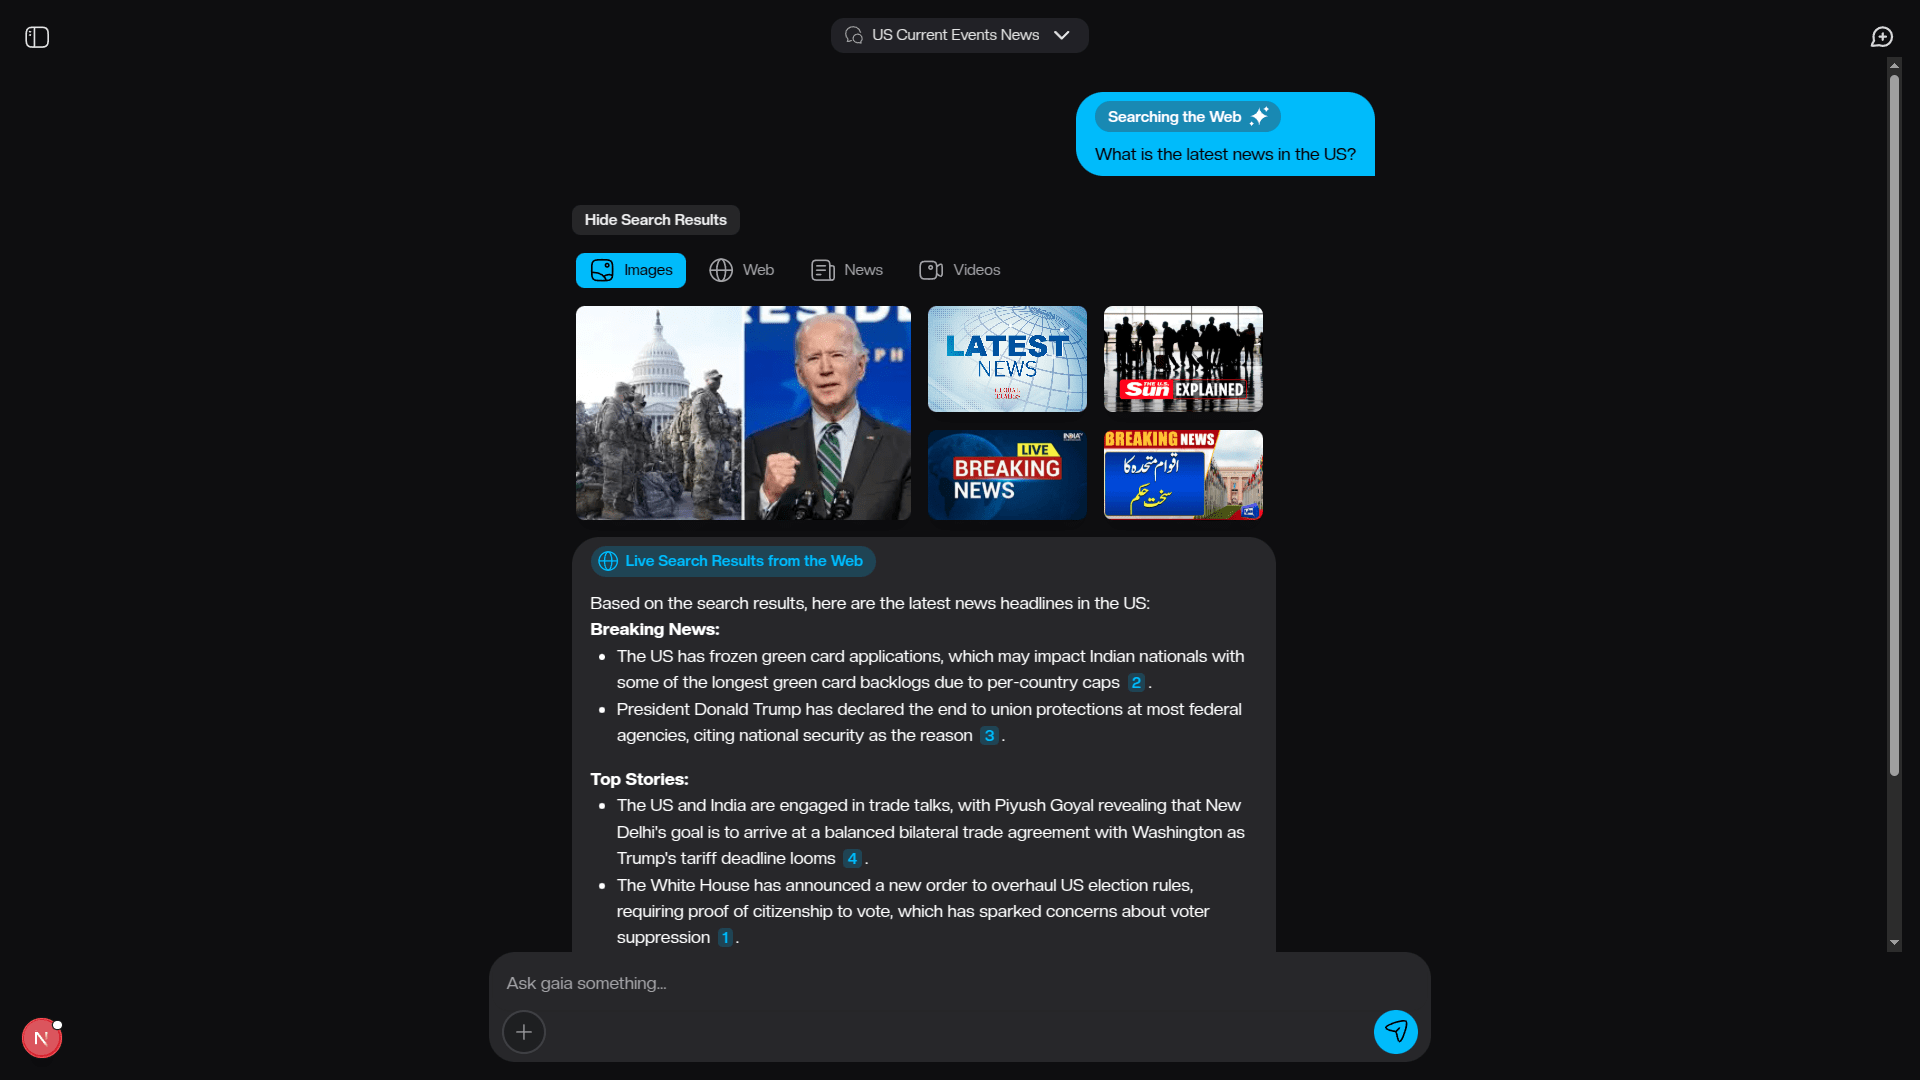 US Current Events News
Searching the Web
What is the latest news in the US?
Hide Search Results
Images
Web
News
Videos
ESIDE
PH
LATEST
NEWS
GLOBAL
TIMES
THE U.S.
Sun EXPLAINED
INDIA
LIVE
BREAKING
NEWS
BREAKING NEWS
اقوام متحدہ کا
سخت حکم
Live Search Results from the Web
Based on the search results, here are the latest news headlines in the US:
Breaking News:
The US has frozen green card applications, which may impact Indian nationals with
some of the longest green card backlogs due to per-country caps 2 .
President Donald Trump has declared the end to union protections at most federal
agencies, citing national security as the reason 3 .
Top Stories:
The US and India are engaged in trade talks, with Piyush Goyal revealing that New
Delhi's goal is to arrive at a balanced bilateral trade agreement with Washington as
Trump's tariff deadline looms 4 .
The White House has announced a new order to overhaul US election rules,
requiring proof of citizenship to vote, which has sparked concerns about voter
suppression 1 .
Ask gaia something...
N